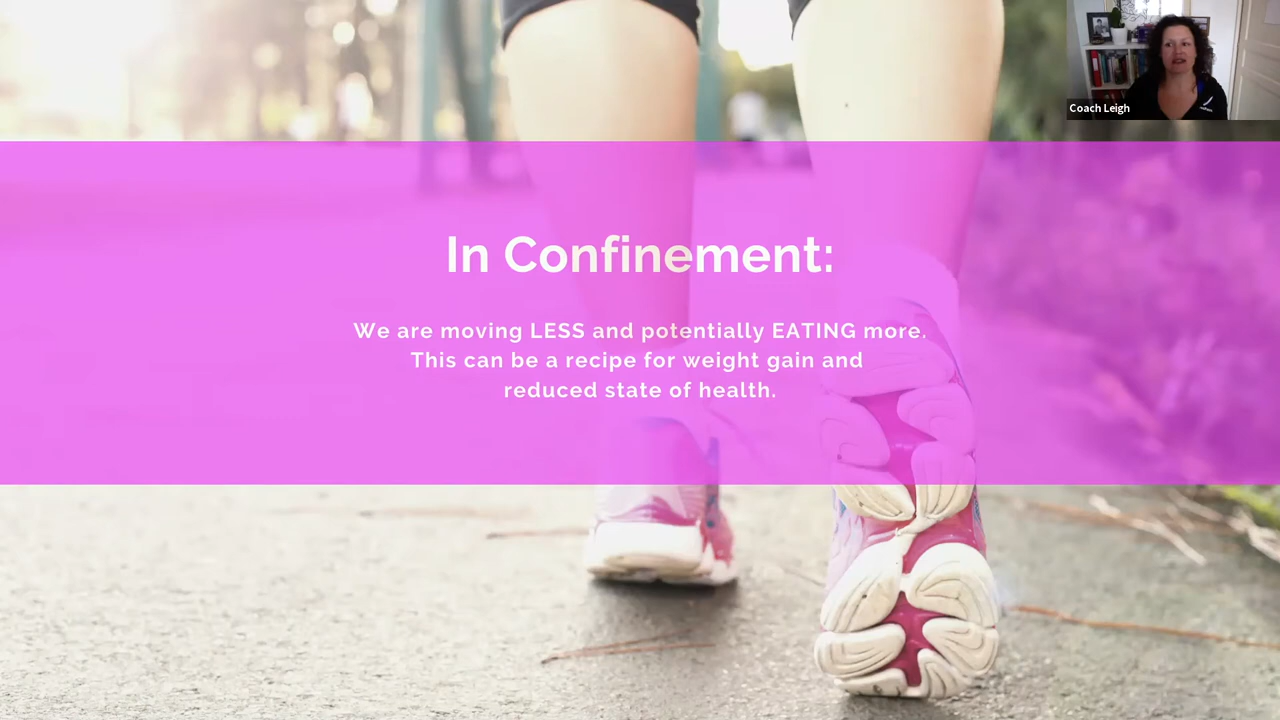 Coach Leigh
In Confinement:
We are moving LESS and potentially EATING more.
This can be a recipe for weight gain and
reduced state of health.